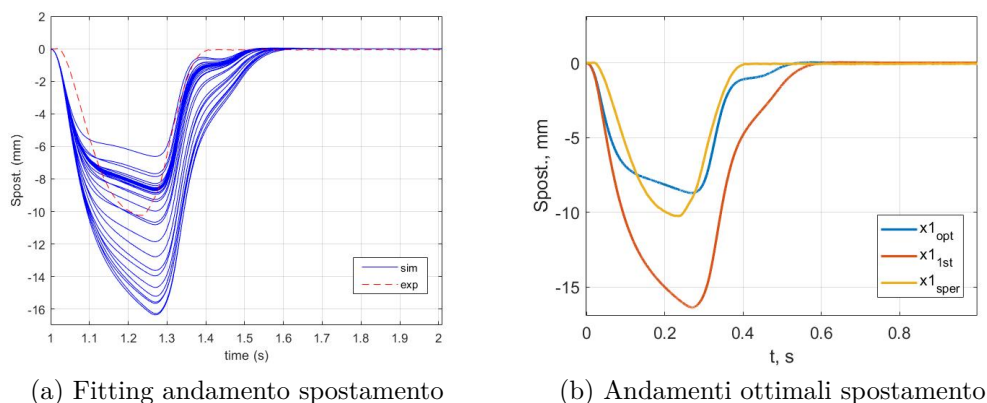 2
0
-2
-4
-6
-8
-10
-12
-14
-16
Spost. (mm)
1 1.1 1.2 1.3 1.4 1.5 1.6 1.7 1.8 1.9 2
time (s)
sim
exp
(a) Fitting andamento spostamento
0
-5
-10
-15
Spost., mm
0 0.2 0.4 0.6 0.8
t, s
x1opt
x11st
x1sper
(b) Andamenti ottimali spostamento